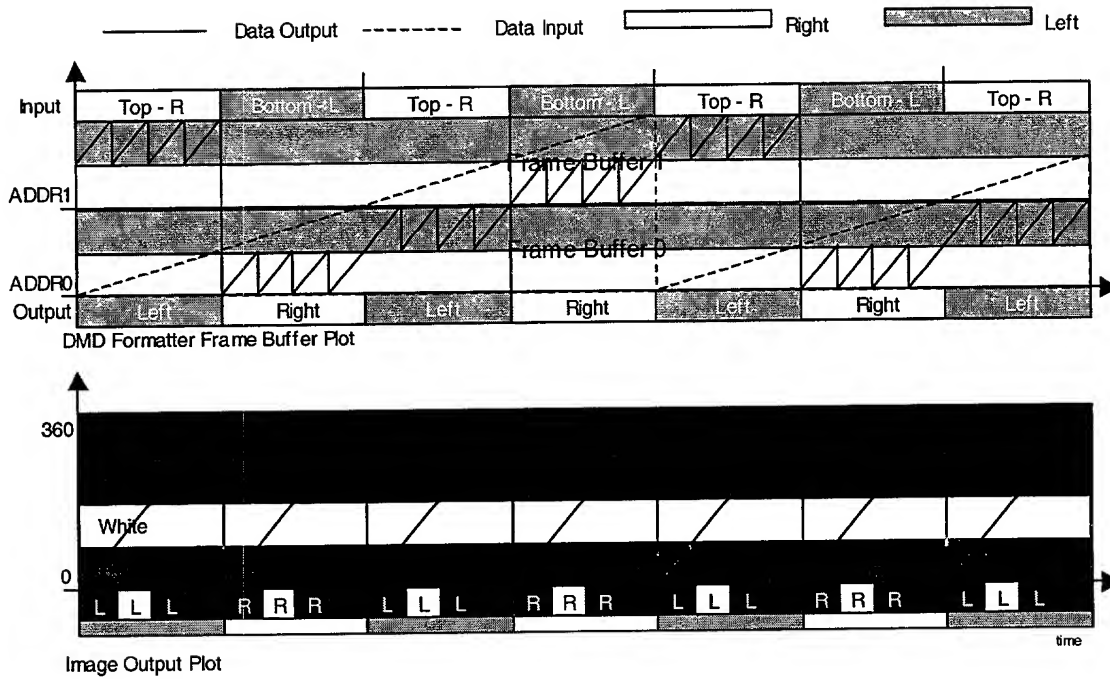 Data Output Data Input Right Left
Input Top - R Bottom - L Top - R Bottom - L Top - R Bottom - L Top - R
Frame Buffer 1
ADDR1
Frame Buffer 0
ADDR0
Output Left Right Left Right Left Right Left
DMD Formatter Frame Buffer Plot
360
White
0
L L L R R R L L L R R R L L L R R R L L L
time
Image Output Plot